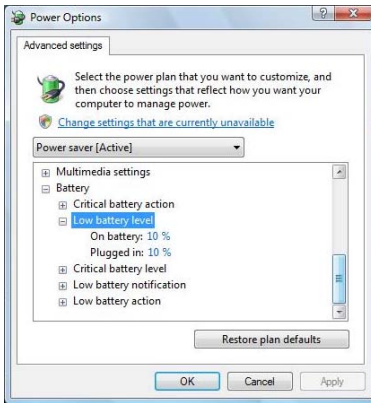 Power Options
Advanced settings
Select the power plan that you want to customize, and
then choose settings that reflect how you want your
computer to manage power.
Change settings that are currently unavailable
Power saver [Active]
Multimedia settings
Battery
Critical battery action
Low battery level
On battery: 10 %
Plugged in: 10 %
Critical battery level
Low battery notification
Low battery action
Restore plan defaults
OK Cancel Apply